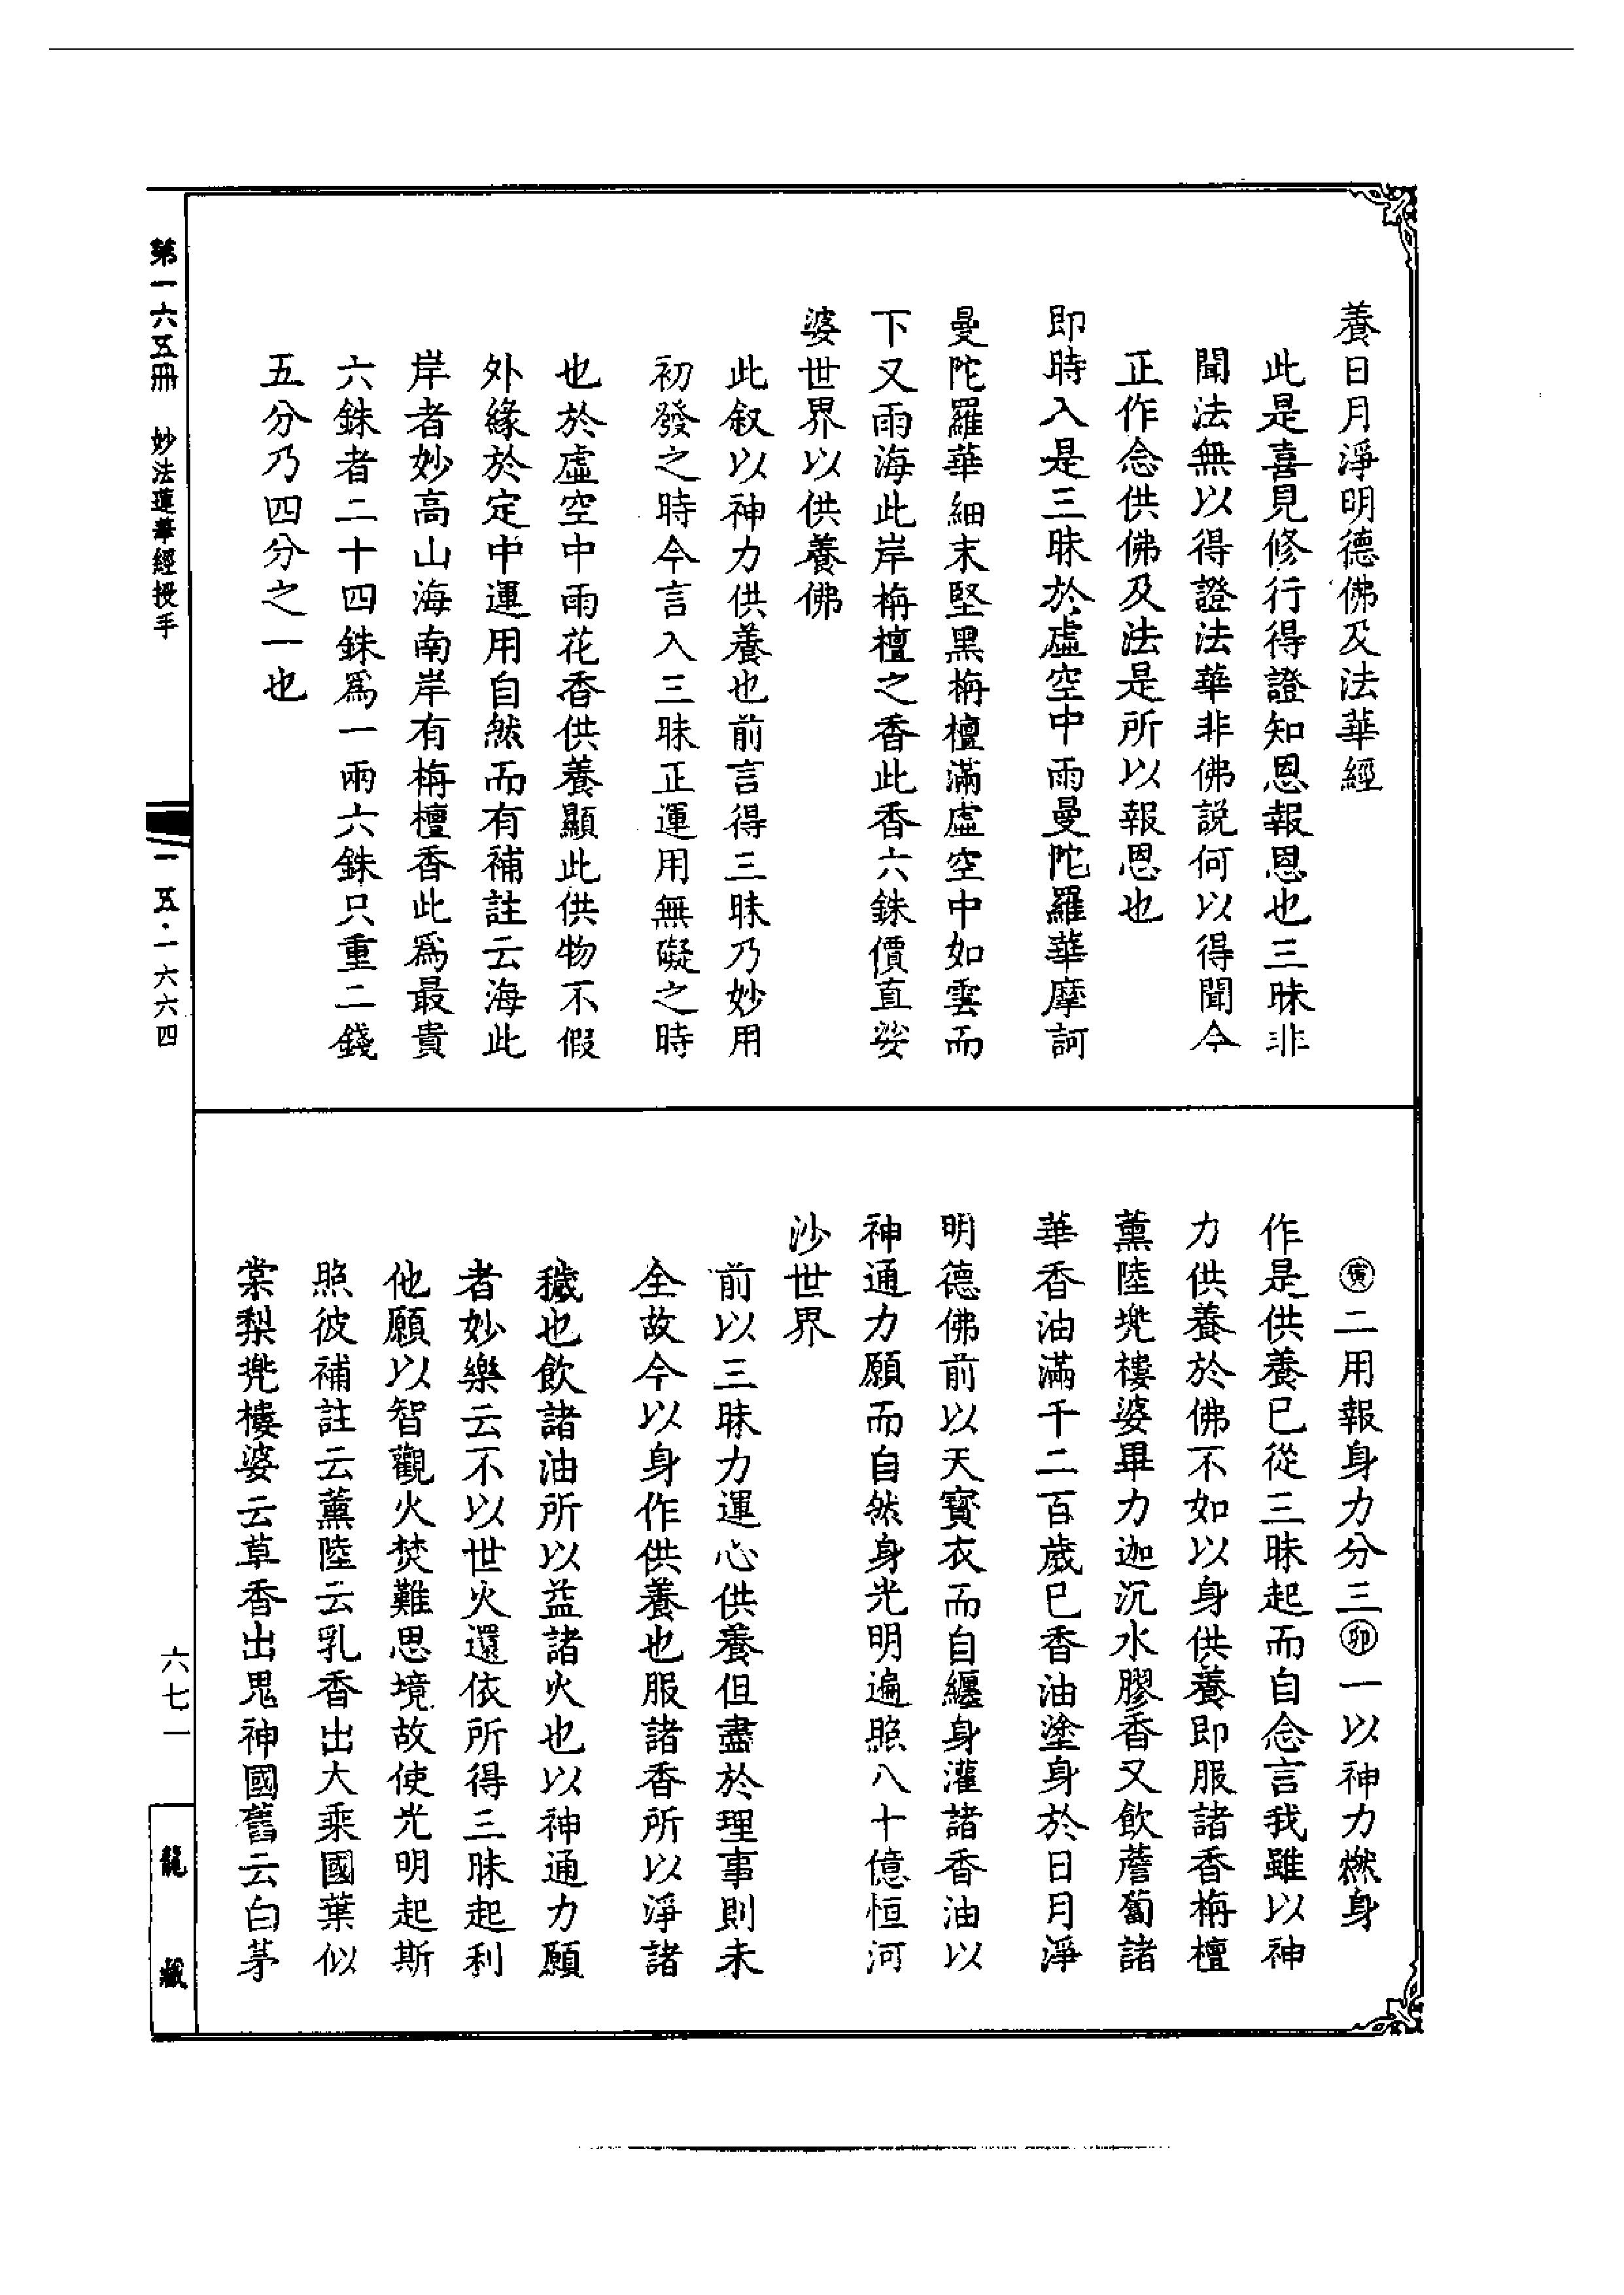 養日月淨明德佛及法華經
此是喜見修行得證知恩報恩也三昧非
聞法無以得證法華非佛説何以得聞今
正作念供佛及法是所以報恩也
即時入是三昧於虛空中雨曼陀羅華摩訶
曼陀羅華細末堅黑栴檀滿虛空中如雲而
下又雨海此岸栴檀之香此香六銖價直娑
婆世界以供養佛
此叙以神力供養也前言得三昧乃妙用
初發之時今言入三昧正運用無礙之時
也於虛空中雨花香供養顯此供物不假
外緣於定中運用自然而有補註云海此
岸者妙高山海南岸有栴檀香此爲最貴
六銖者二十四銖爲一兩六銖只重二錢
五分乃四分之一也
㊞二用報身力分三㊞一以神力燃身
作是供養已從三昧起而自念言我雖以神
力供養於佛不如以身供養即服諸香栴檀
薰陸兠樓婆畢力迦沉水膠香又飲薝蔔諸
華香油滿千二百歲已香油塗身於日月淨
明德佛前以天寶衣而自纏身灌諸香油以
神通力願而自然身光明遍照八十億恒河
沙世界
前以三昧力運心供養但盡於理事則未
全故今以身作供養也服諸香所以淨諸
穢也飲諸油所以益諸火也以神通力願
者妙樂云不以世火還依所得三昧起利
他願以智觀火焚難思境故使光明起斯
照彼補註云薰陸云乳香出大乘國葉似
棠梨兠樓婆云草香出鬼神國舊云白茅
第一六五冊　妙法蓮華經授手
一五·一六六四
六七一
龍藏